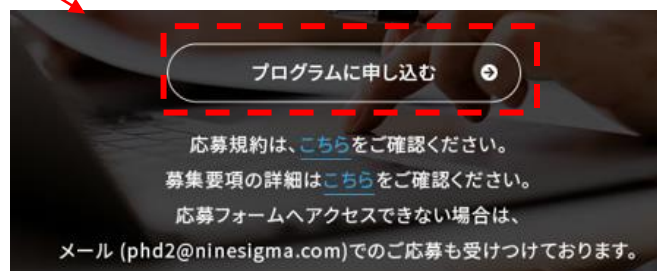 プログラムに申し込む
応募規約は、こちらをご確認ください。
募集要項の詳細はこちらをご確認ください。
応募フォームへアクセスできない場合は、
メール (phd2@ninesigma.com)でのご応募も受けつけております。